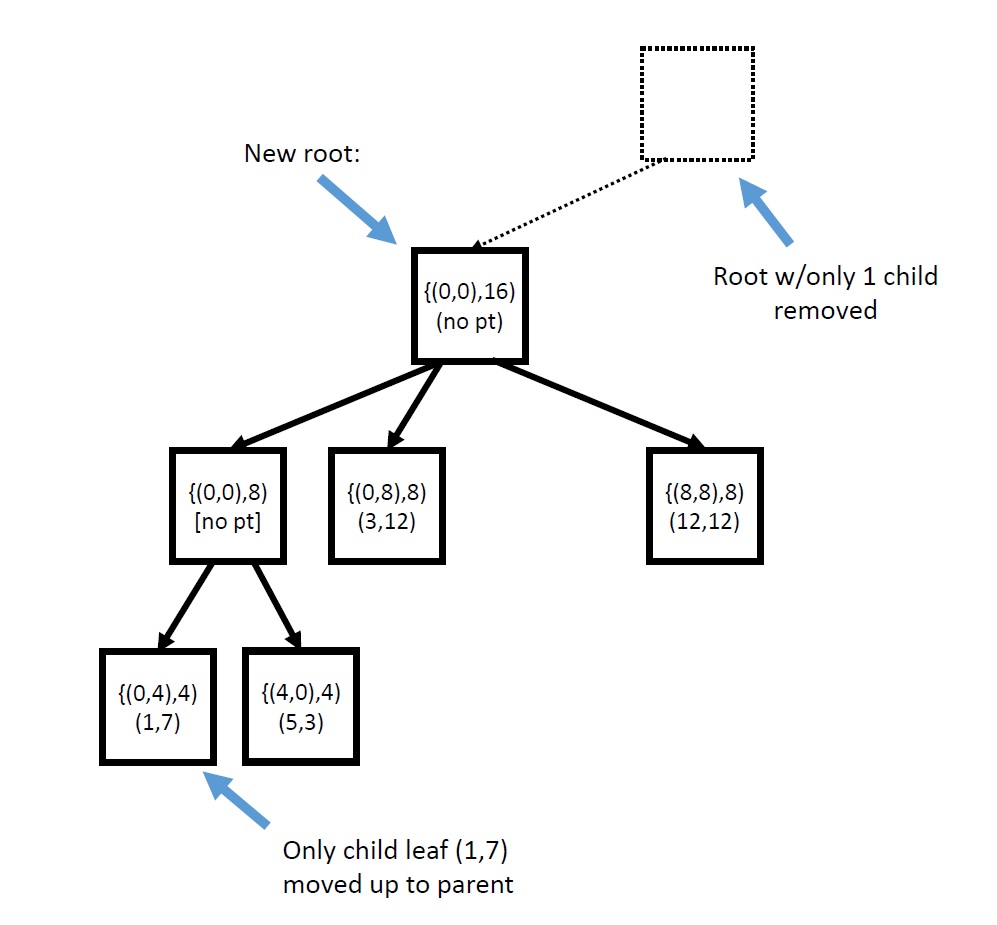 New root:
Root w/only 1 child
removed
{(0,0),16)
(no pt)
{(0,0),8)
[no pt]
{(0,8),8)
(3,12)
{(8,8),8)
(12,12)
{(0,4),4)
(1,7)
{(4,0),4)
(5,3)
Only child leaf (1,7)
moved up to parent